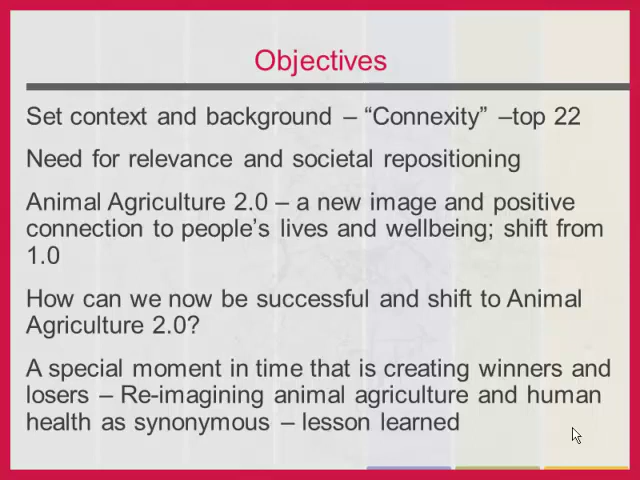 Objectives
Set context and background – “Connexity” –top 22
Need for relevance and societal repositioning
Animal Agriculture 2.0 – a new image and positive
connection to people’s lives and wellbeing; shift from
1.0
How can we now be successful and shift to Animal
Agriculture 2.0?
A special moment in time that is creating winners and
losers – Re-imagining animal agriculture and human
health as synonymous – lesson learned